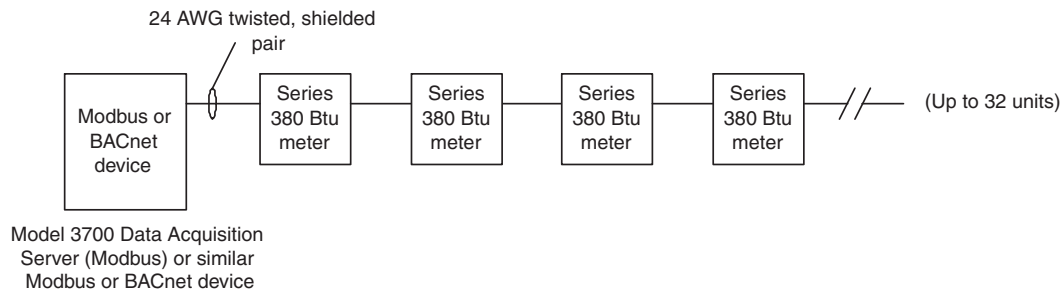 24 AWG twisted, shielded
pair
Modbus or
BACnet
device
Series
380 Btu
meter
Series
380 Btu
meter
Series
380 Btu
meter
Series
380 Btu
meter
(Up to 32 units)
Model 3700 Data Acquisition
Server (Modbus) or similar
Modbus or BACnet device